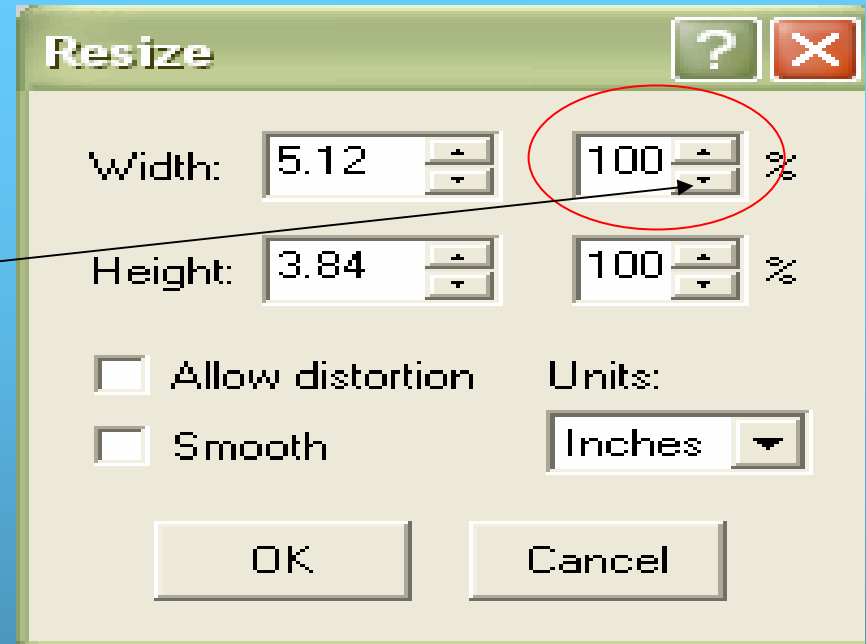 Resize ?
Width: 5.12 100 %
Height: 3.84 100 %
Allow distortion Units:
Smooth Inches
OK Cancel